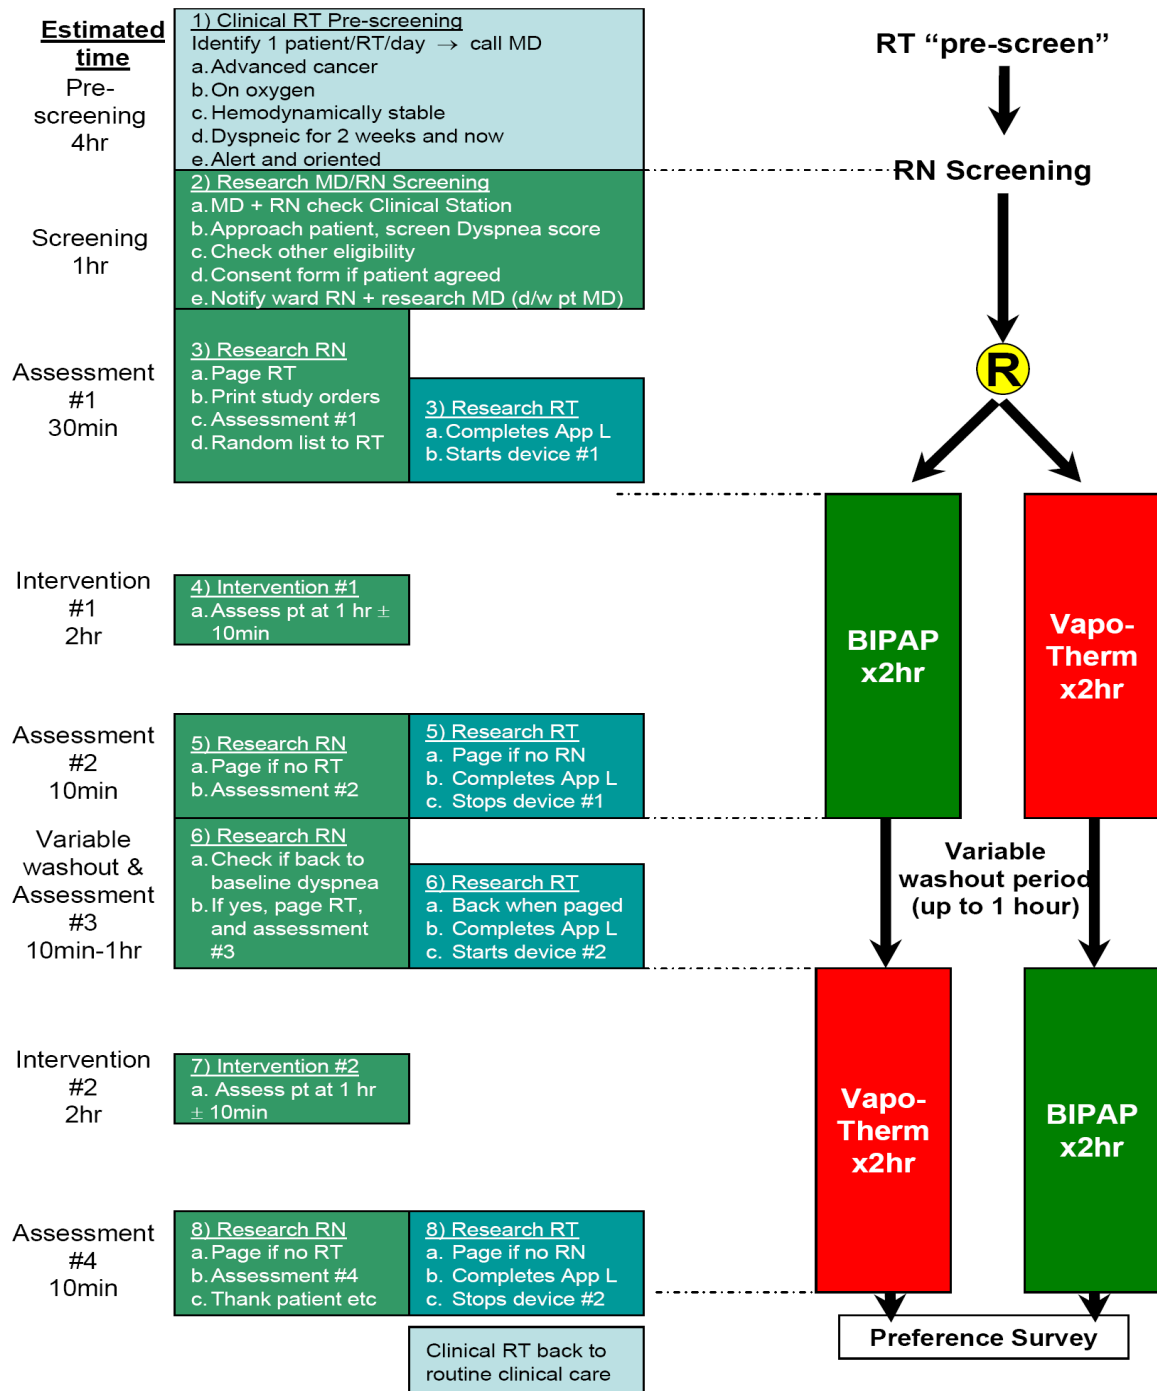 Estimated
time
Pre-
screening
4hr
1) Clinical RT Pre-screening
Identify 1 patient/RT/day → call MD
a. Advanced cancer
b. On oxygen
c. Hemodynamically stable
d. Dyspneic for 2 weeks and now
e. Alert and oriented
RT “pre-screen”
RN Screening
Screening
1hr
2) Research MD/RN Screening
a. MD + RN check Clinical Station
b. Approach patient, screen Dyspnea score
c. Check other eligibility
d. Consent form if patient agreed
e. Notify ward RN + research MD (d/w pt MD)
R
Assessment
#1
30min
3) Research RN
a. Page RT
b. Print study orders
c. Assessment #1
d. Random list to RT
3) Research RT
a. Completes App L
b. Starts device #1
Intervention
#1
2hr
4) Intervention #1
a. Assess pt at 1 hr ±
10min
BIPAP
x2hr
Vapo-
Therm
x2hr
Assessment
#2
10min
5) Research RN
a. Page if no RT
b. Assessment #2
5) Research RT
a. Page if no RN
b. Completes App L
c. Stops device #1
Variable
washout &
Assessment
#3
10min-1hr
6) Research RN
a. Check if back to
baseline dyspnea
b. If yes, page RT,
and assessment
#3
6) Research RT
a. Back when paged
b. Completes App L
c. Starts device #2
Variable
washout period
(up to 1 hour)
Intervention
#2
2hr
7) Intervention #2
a. Assess pt at 1 hr
± 10min
Vapo-
Therm
x2hr
BIPAP
x2hr
Assessment
#4
10min
8) Research RN
a. Page if no RT
b. Assessment #4
c. Thank patient etc
8) Research RT
a. Page if no RN
b. Completes App L
c. Stops device #2
Preference Survey
Clinical RT back to
routine clinical care